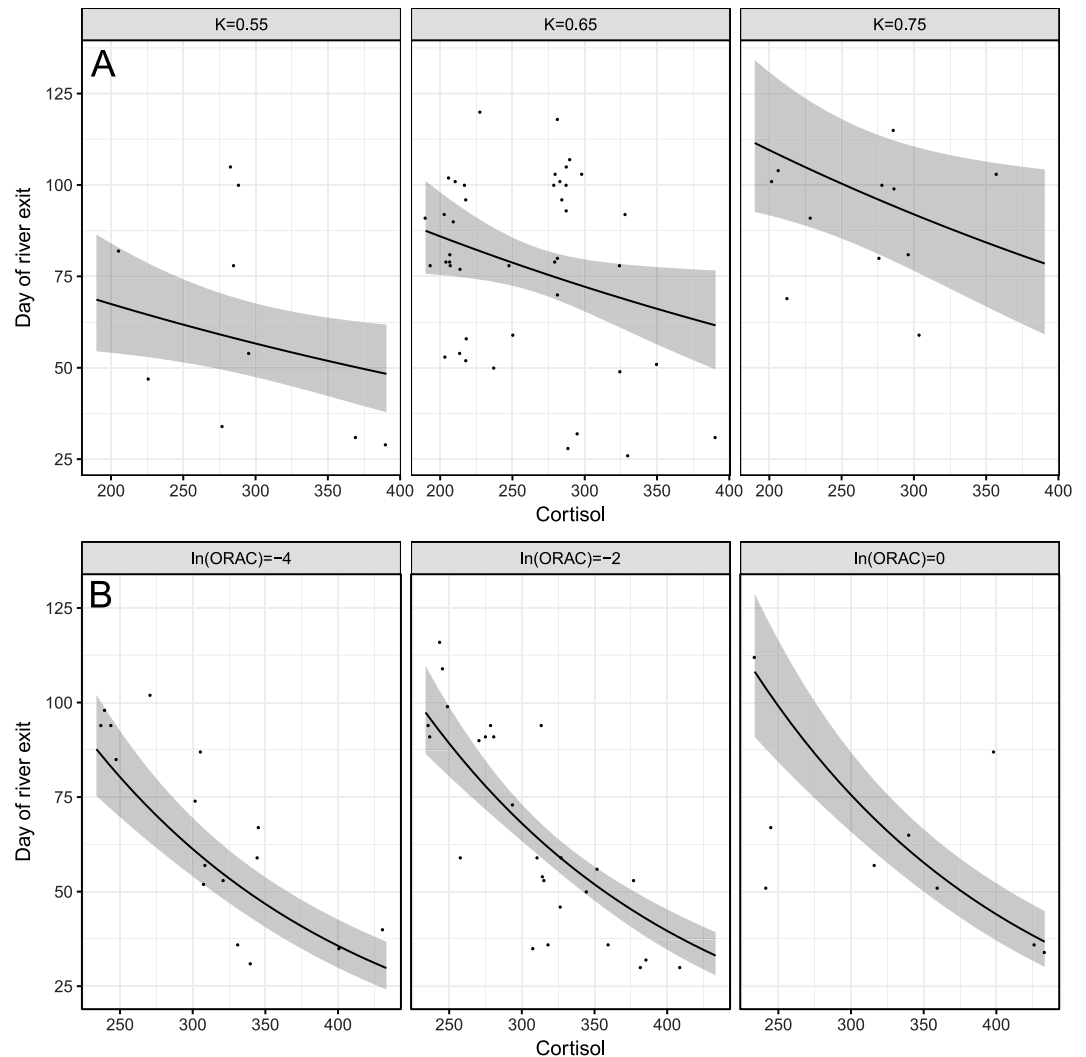 K=0.55 K=0.65 K=0.75
A
125
100
75
50
25
Day of river exit
200 250 300 350 400 200 250 300 350 400 200 250 300 350 400
Cortisol
ln(ORAC)=−4 ln(ORAC)=−2 ln(ORAC)=0
B
125
100
75
50
25
Day of river exit
250 300 350 400 250 300 350 400 250 300 350 400
Cortisol